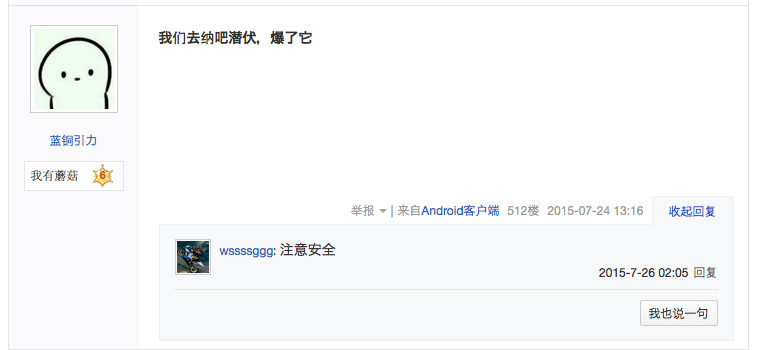 我们去纳吧潜伏，爆了它
蓝铜引力
我有蘑菇 6
举报 | 来自Android客户端 512楼 2015-07-24 13:16 收起回复
wssssggg: 注意安全
2015-7-26 02:05 回复
我也说一句